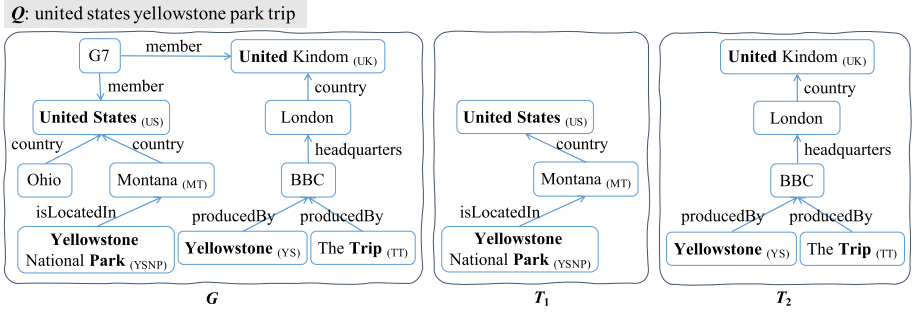 Q: united states yellowstone park trip
G7
member
United Kindom (UK)
member
country
United States (US)
London
country
country
headquarters
Ohio
Montana (MT)
BBC
isLocatedIn
producedBy
producedBy
Yellowstone
National Park (YSNP)
Yellowstone (YS)
The Trip (TT)
G
United States (US)
country
Montana (MT)
isLocatedIn
Yellowstone
National Park (YSNP)
T1
United Kindom (UK)
country
London
headquarters
BBC
producedBy
producedBy
Yellowstone (YS)
The Trip (TT)
T2